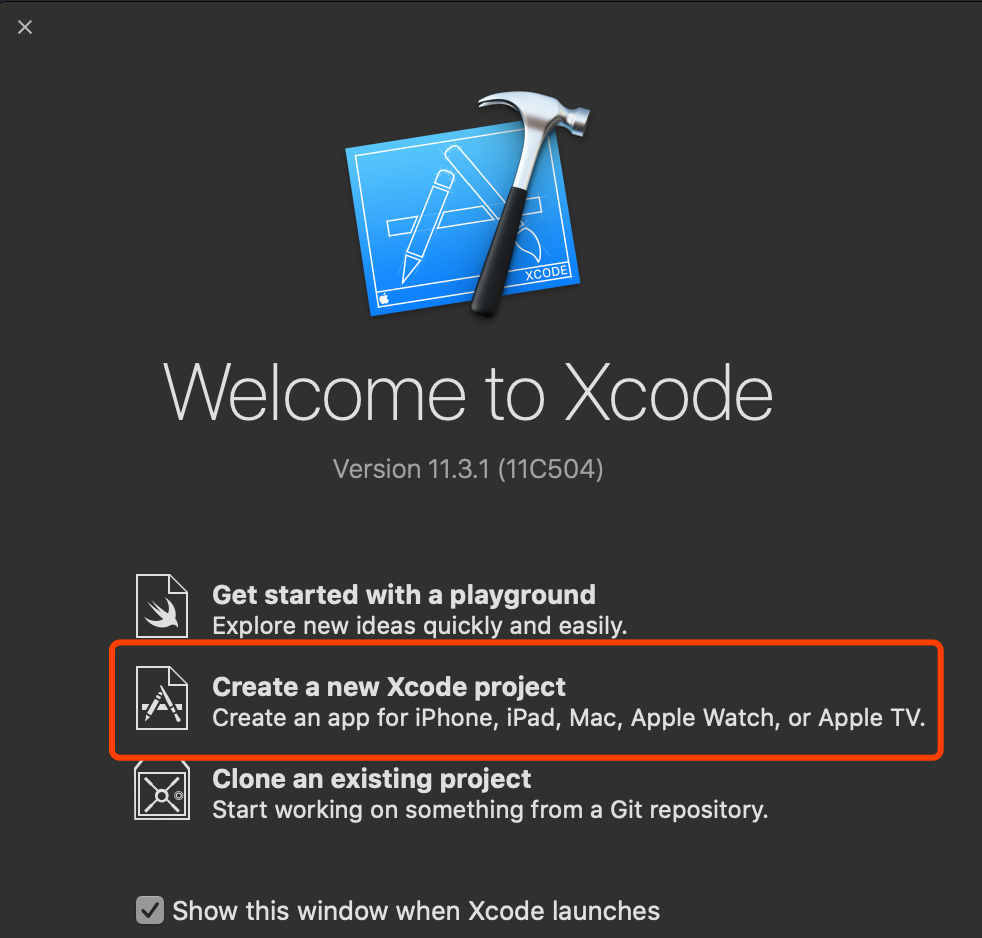 XCODE
Welcome to Xcode
Version 11.3.1 (11C504)
Get started with a playground
Explore new ideas quickly and easily.
Create a new Xcode project
Create an app for iPhone, iPad, Mac, Apple Watch, or Apple TV.
Clone an existing project
Start working on something from a Git repository.
Show this window when Xcode launches